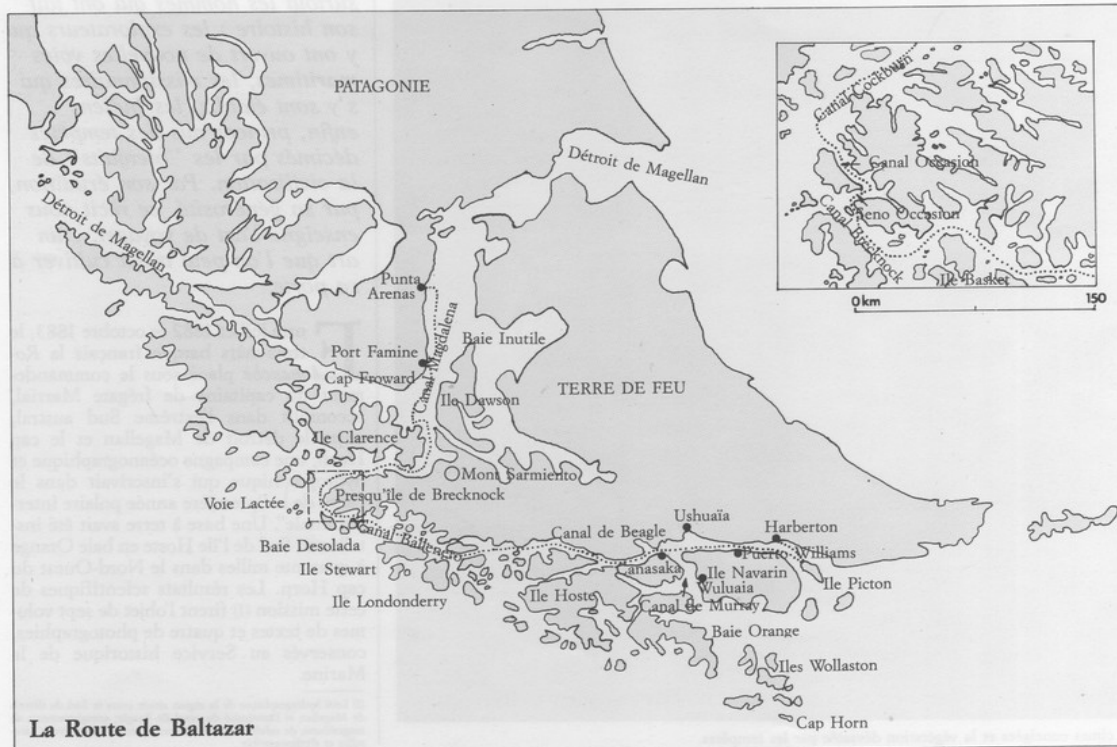 PATAGONIE
Détroit de Magellan
Détroit de Magellan
Punta
Arenas
Port Famine
Cap Froward
Canal Magdalena
Baie Inutile
Ile Dawson
TERRE DE FEU
Ile Clarence
Mont Sarmiento
Voie Lactée
Presqu'île de Brecknock
Canal Ballenero
Baie Desolada
Ile Stewart
Ile Londonderry
Canal de Beagle
Ushuaïa
Harberton
Canasaka
Puerto Williams
Ile Navarin
Wuluaia
Ile Picton
Ile Hoste
Canal de Murray
Baie Orange
Iles Wollaston
Cap Horn
Canal Cockburn
Canal Occasion
Seno Occasion
Canal Brecknock
Ile Basket
0 km 150
La Route de Baltazar